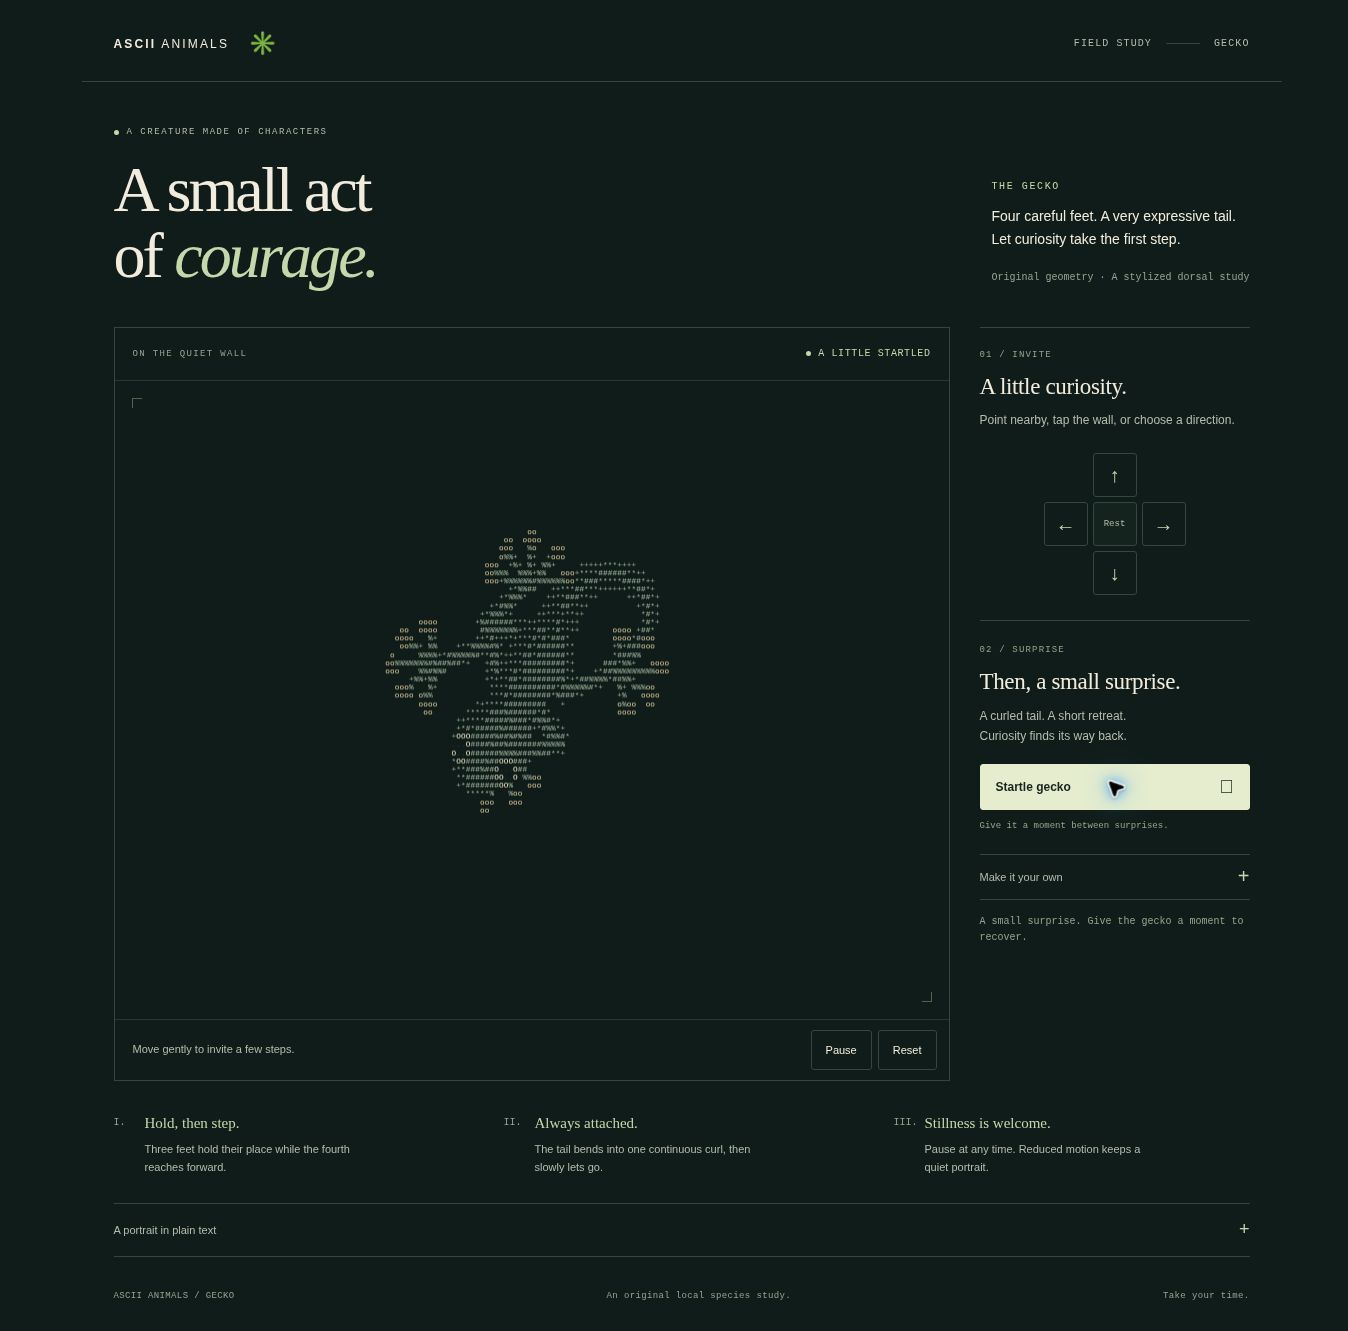 ASCII ANIMALS
FIELD STUDY
GECKO
A CREATURE MADE OF CHARACTERS
A small act
of courage.
THE GECKO
Four careful feet. A very expressive tail.
Let curiosity take the first step.
Original geometry · A stylized dorsal study
ON THE QUIET WALL
A LITTLE STARTLED
Move gently to invite a few steps.
Pause
Reset
01 / INVITE
A little curiosity.
Point nearby, tap the wall, or choose a direction.
↑
← Rest →
↓
02 / SURPRISE
Then, a small surprise.
A curled tail. A short retreat.
Curiosity finds its way back.
Startle gecko
Give it a moment between surprises.
Make it your own +
A small surprise. Give the gecko a moment to
recover.
I. Hold, then step.
Three feet hold their place while the fourth
reaches forward.
II. Always attached.
The tail bends into one continuous curl, then
slowly lets go.
III. Stillness is welcome.
Pause at any time. Reduced motion keeps a
quiet portrait.
A portrait in plain text +
ASCII ANIMALS / GECKO
An original local species study.
Take your time.